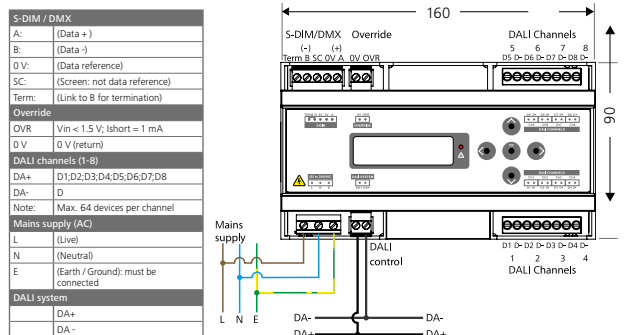 S-DIM / DMX
A: (Data + )
B: (Data -)
0 V: (Data reference)
SC: (Screen: not data reference)
Term: (Link to B for termination)
Override
OVR Vin < 1.5 V; Ishort = 1 mA
0 V 0 V (return)
DALI channels (1-8)
DA+ D1;D2;D3;D4;D5;D6;D7;D8
DA- D
Note: Max. 64 devices per channel
Mains supply (AC)
L (Live)
N (Neutral)
E (Earth / Ground): must be
connected
DALI system
DA+
DA -
160
S-DIM/DMX Override
(-) (+)
Term B SC 0V A 0V OVR
DALI Channels
5 6 7 8
D5 D- D6 D- D7 D- D8 D-
90
Mains
supply
L N E
DALI
control
D1 D- D2 D- D3 D- D4 D-
1 2 3 4
DALI Channels
DA- DA-
DA+ DA+